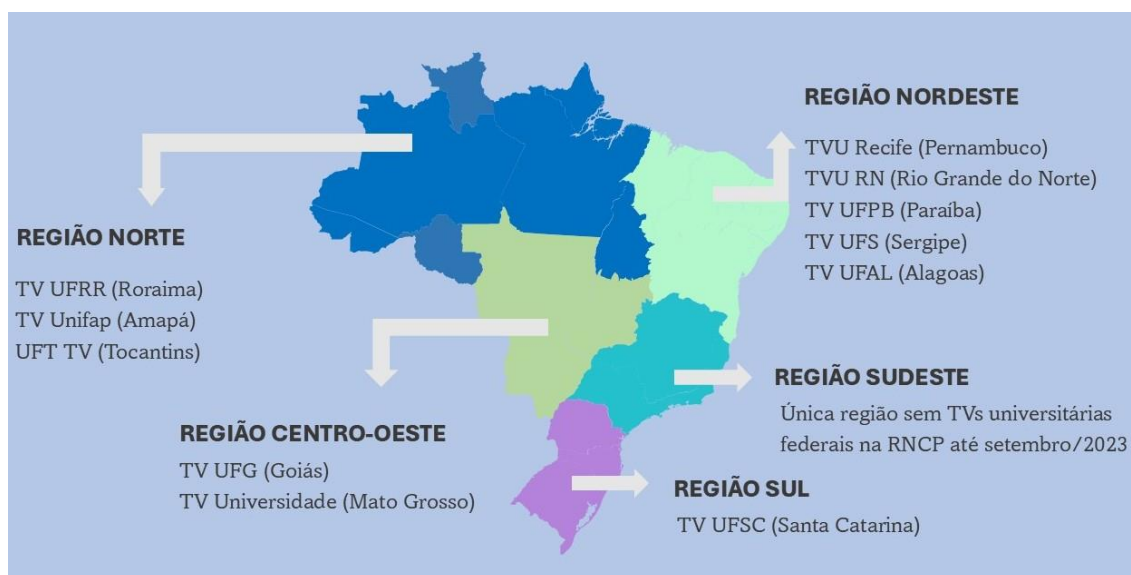 REGIÃO NORDESTE
TVU Recife (Pernambuco)
TVU RN (Rio Grande do Norte)
TV UFPB (Paraíba)
TV UFS (Sergipe)
TV UFAL (Alagoas)
REGIÃO NORTE
TV UFRR (Roraima)
TV Unifap (Amapá)
UFT TV (Tocantins)
REGIÃO SUDESTE
Única região sem TVs universitárias
federais na RNCP até setembro/2023
REGIÃO CENTRO-OESTE
TV UFG (Goiás)
TV Universidade (Mato Grosso)
REGIÃO SUL
TV UFSC (Santa Catarina)